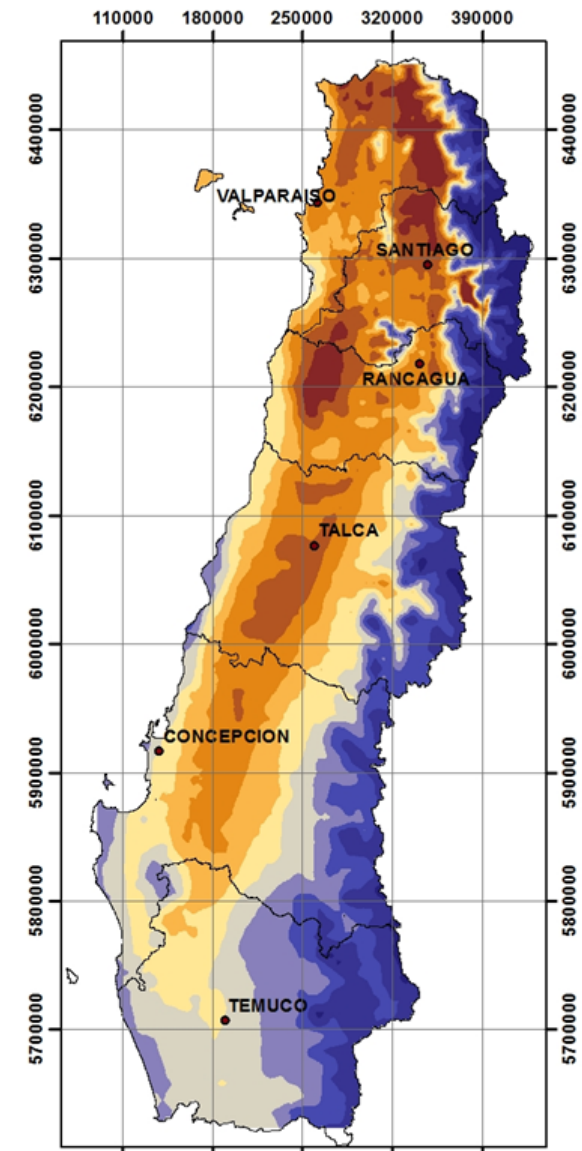 110000 180000 250000 320000 390000
6400000 6400000
VALPARAISO
SANTIAGO
6300000 6300000
RANCAGUA
6200000 6200000
6100000 6100000
TALCA
6000000 6000000
CONCEPCION
5900000 5900000
5800000 5800000
TEMUCO
5700000 5700000